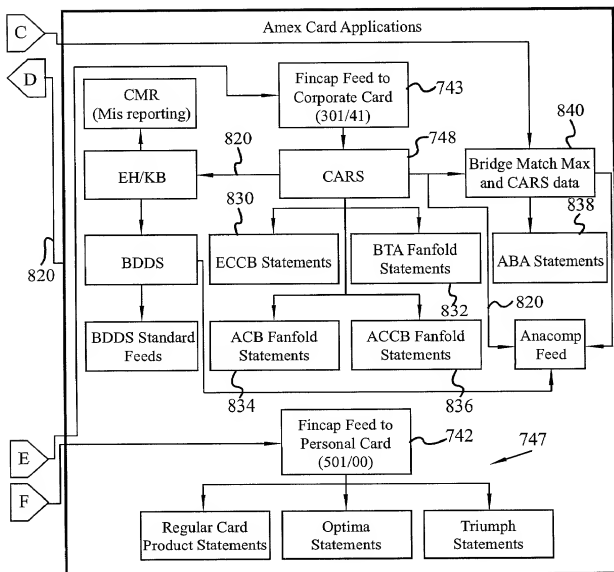 C
Amex Card Applications
D
CMR
(Mis reporting)
Fincap Feed to
Corporate Card
(301/41)
743
840
820
748
EH/KB
CARS
Bridge Match Max
and CARS data
830
838
BDDS
ECCB Statements
BTA Fanfold
Statements
ABA Statements
820
832
820
BDDS Standard
Feeds
ACB Fanfold
Statements
ACCB Fanfold
Statements
Anacomp
Feed
834
836
E
Fincap Feed to
Personal Card
(501/00)
742
747
F
Regular Card
Product Statements
Optima
Statements
Triumph
Statements